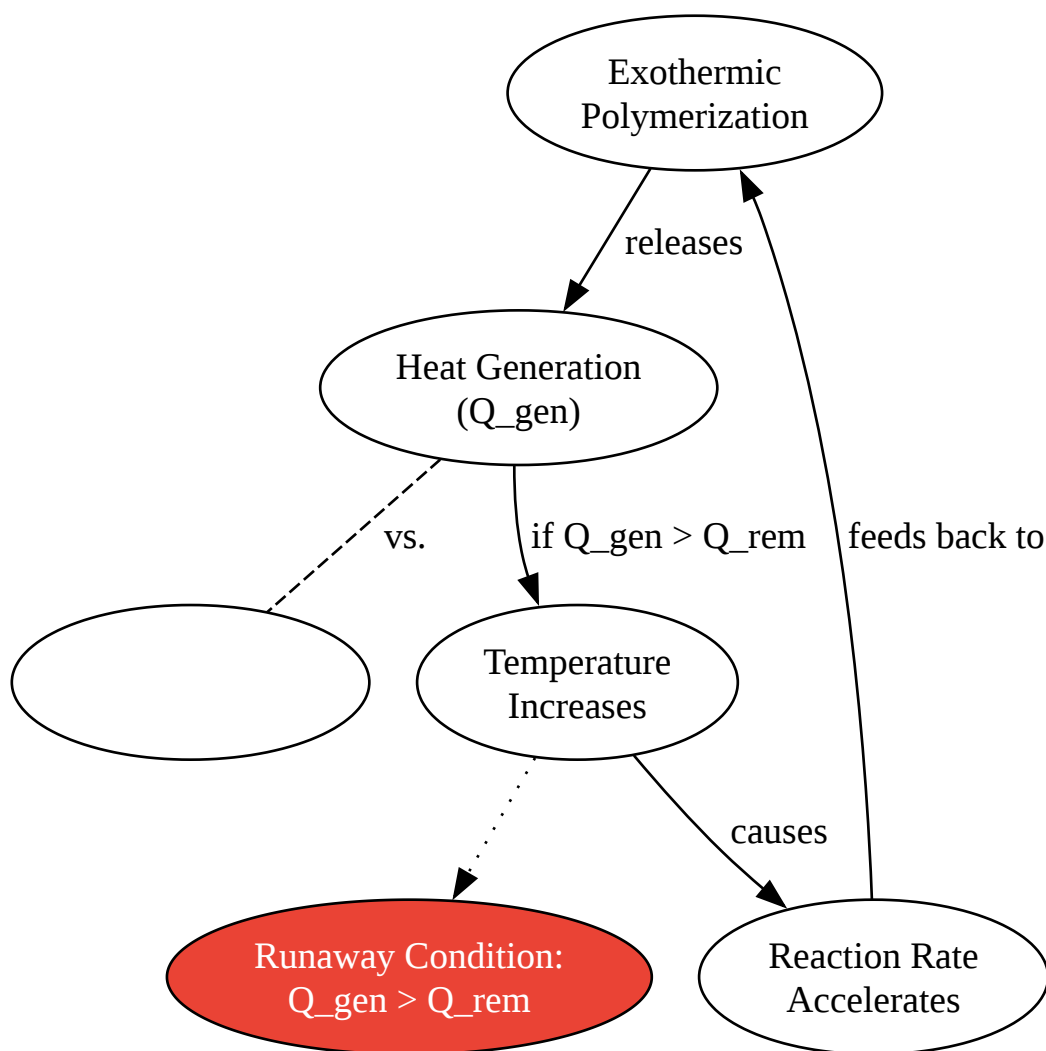 Exothermic
Polymerization
releases
Heat Generation
(Q_gen)
vs.
if Q_gen > Q_rem
feeds back to
Temperature
Increases
causes
Runaway Condition:
Q_gen > Q_rem
Reaction Rate
Accelerates